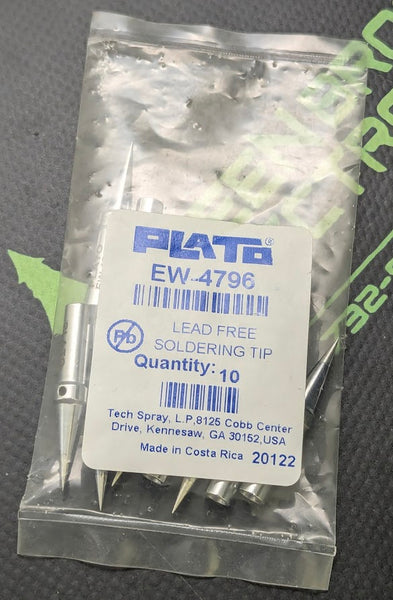 PLATO®
EW-4796
Pb
LEAD FREE
SOLDERING TIP
Quantity: 10
Tech Spray, L.P,8125 Cobb Center
Drive, Kennesaw, GA 30152,USA
Made in Costa Rica 20122